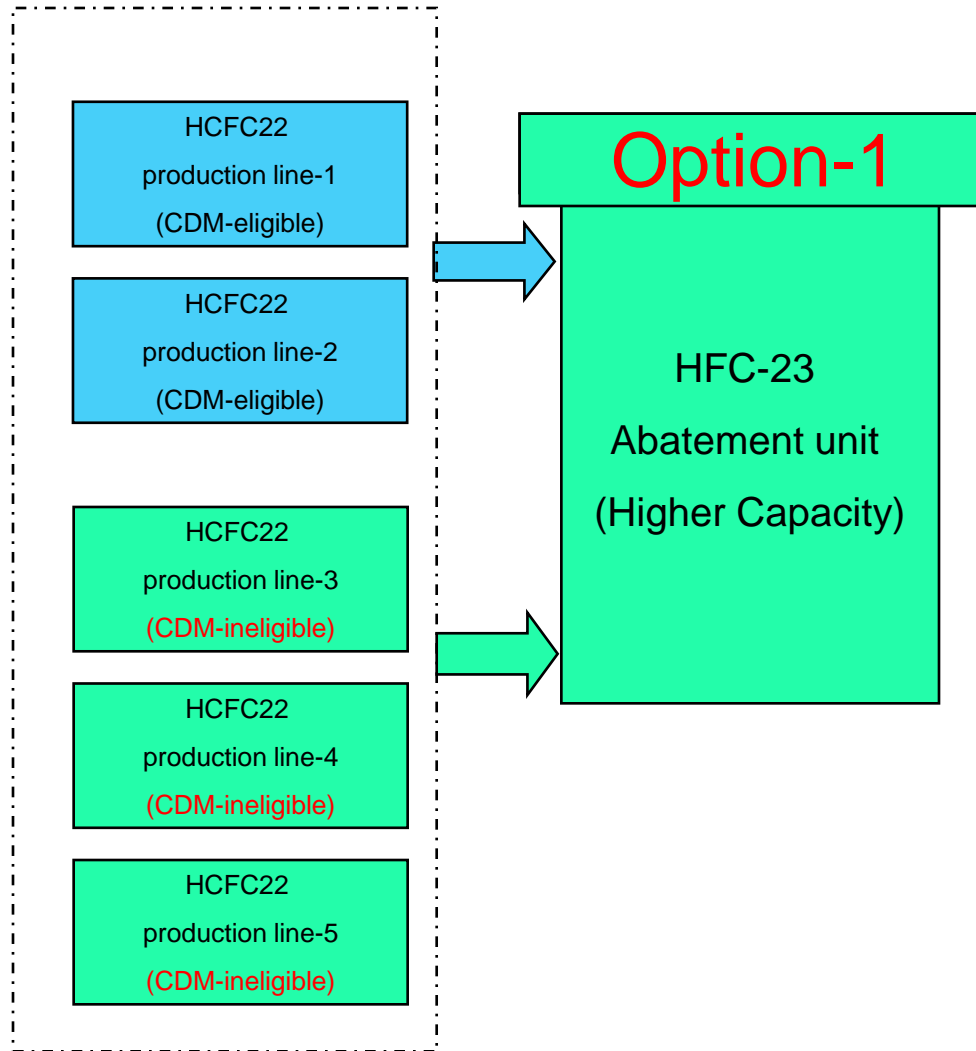 HCFC22
production line-1
(CDM-eligible)
HCFC22
production line-2
(CDM-eligible)
HCFC22
production line-3
(CDM-ineligible)
HCFC22
production line-4
(CDM-ineligible)
HCFC22
production line-5
(CDM-ineligible)
Option-1
HFC-23
Abatement unit
(Higher Capacity)